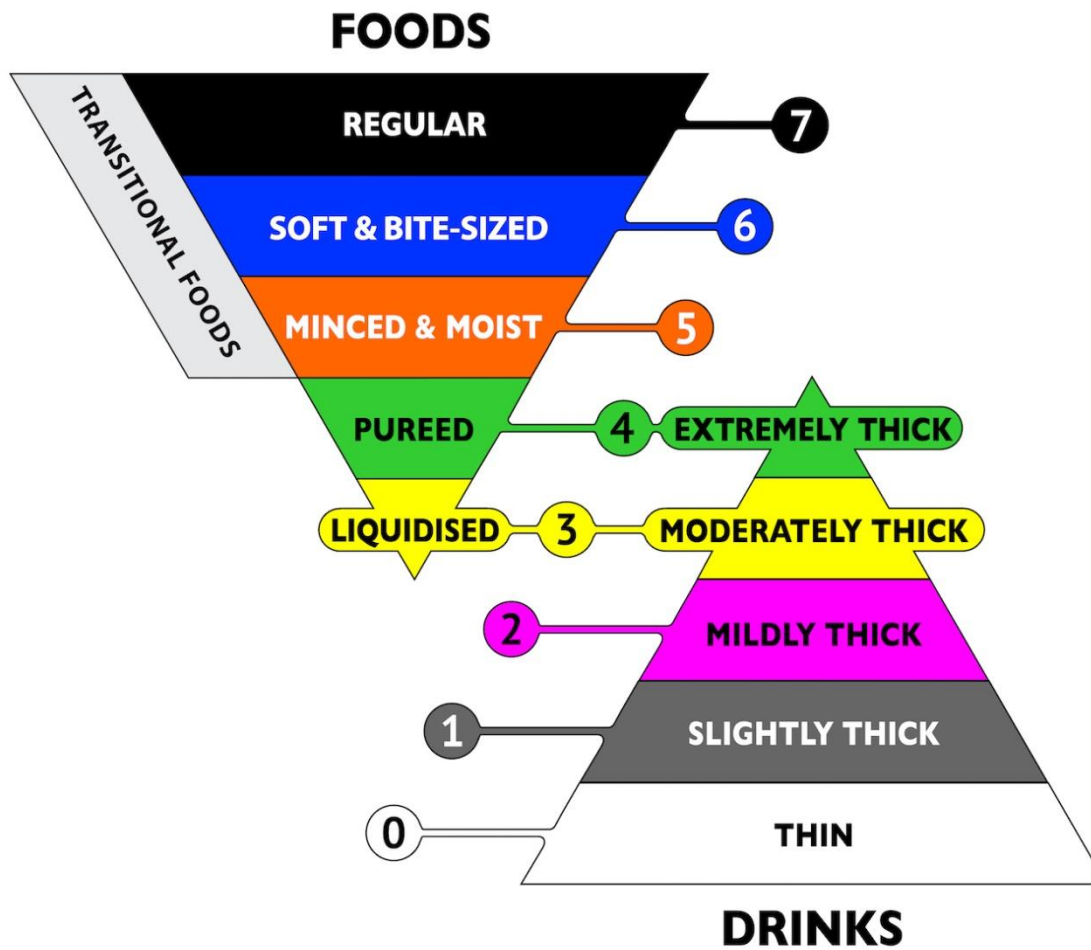 FOODS
TRANSITIONAL FOODS
REGULAR
7
SOFT & BITE-SIZED
6
MINCED & MOIST
5
PUREED
4
EXTREMELY THICK
LIQUIDISED
3
MODERATELY THICK
2
MILDLY THICK
1
SLIGHTLY THICK
0
THIN
DRINKS